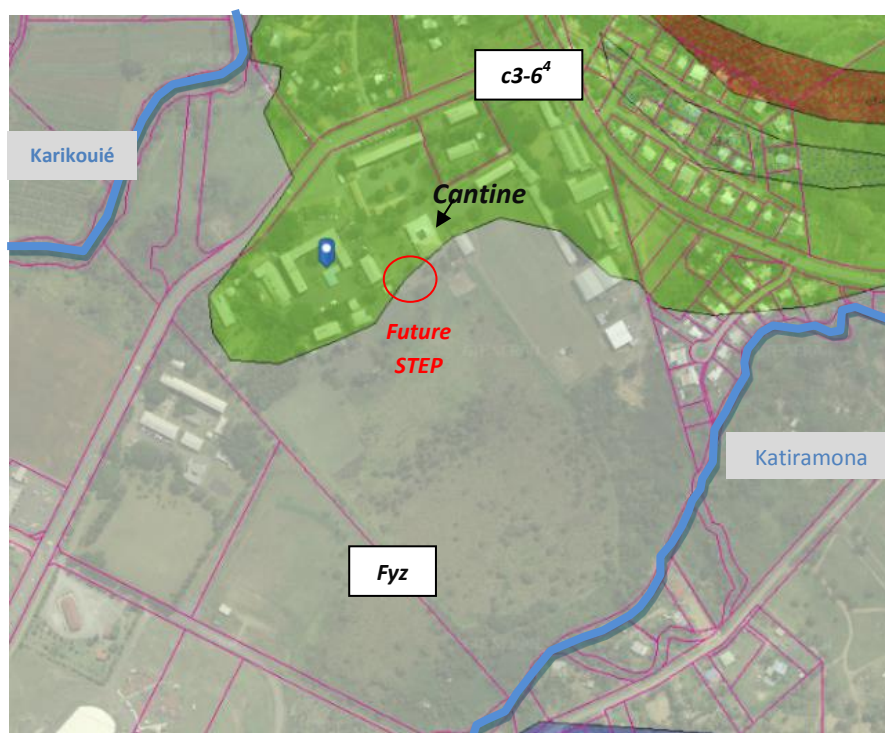 c3-6⁴
Karikouié
Cantine
Future
STEP
Katiramona
Fyz